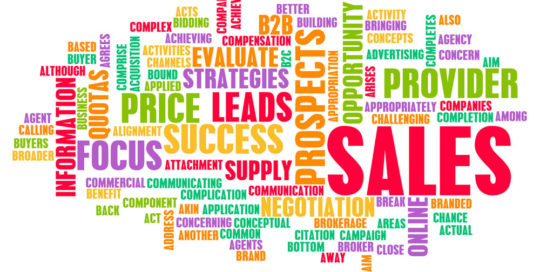 ACTS
BIDDING
COMPLEX
ACHIEVING
COMPENSATION
B2B
B2C
BETTER
BUILDING
ACTIVITY
BRINGING
CONCEPTS
ALSO
AGENCY
CONCERN
COMPLETES
ADVERTISING
AIM
BASED
BUYER
ALTHOUGH
AGREES
COMPRISE
ACQUISITION
ACTIVITIES
CHANNELS
BOUND
APPLIED
EVALUATE
STRATEGIES
PROSPECTS
APPROPRIATION
OPPORTUNITY
ARISES
PROVIDER
APPROPRIATELY
COMPANIES
CHALLENGING
COMPLETION
AMONG
AGENT
CALLING
BUYERS
BROADER
INFORMATION
BUSINESS
QUOTAS
PRICE
LEADS
ALIGNMENT
SUCCESS
FOCUS
ATTACHMENT
SUPPLY
SALES
COMMERCIAL
COMMUNICATING
COMMUNICATION
BENEFIT
COMPLICATION
NEGOTIATION
BREAK
ONLINE
BRANDED
CHANCE
ACTUAL
BACK
COMPONENT
ACT
ADDRESS
AKIN
APPLICATION
CONCERNING
CONCEPTUAL
ANOTHER
COMMON
AGENTS
BRAND
BROKERAGE
AREAS
CITATION
CAMPAIGN
BOTTOM
BROKER
CLOSE
AWAY
AIM